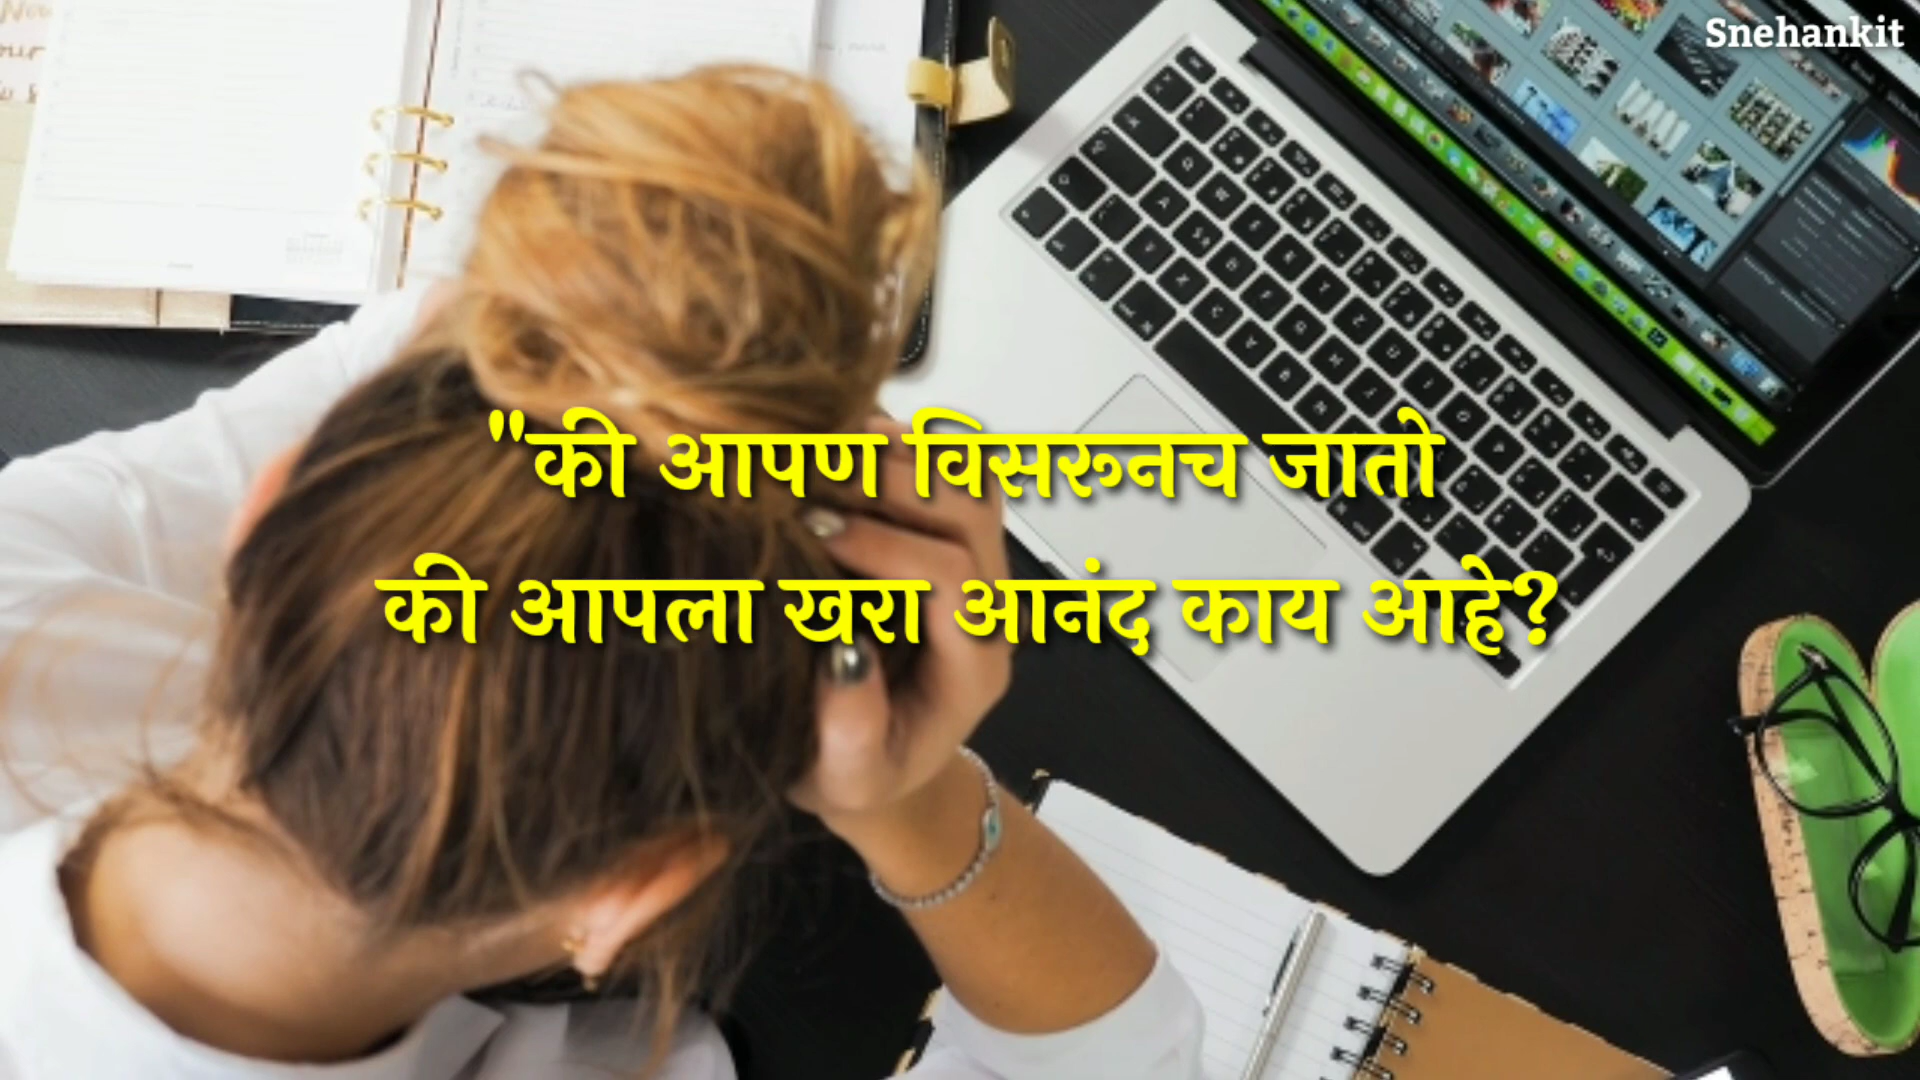 Snehankit
"की आपण विसरूनच जातो
की आपला खरा आनंद काय आहे?